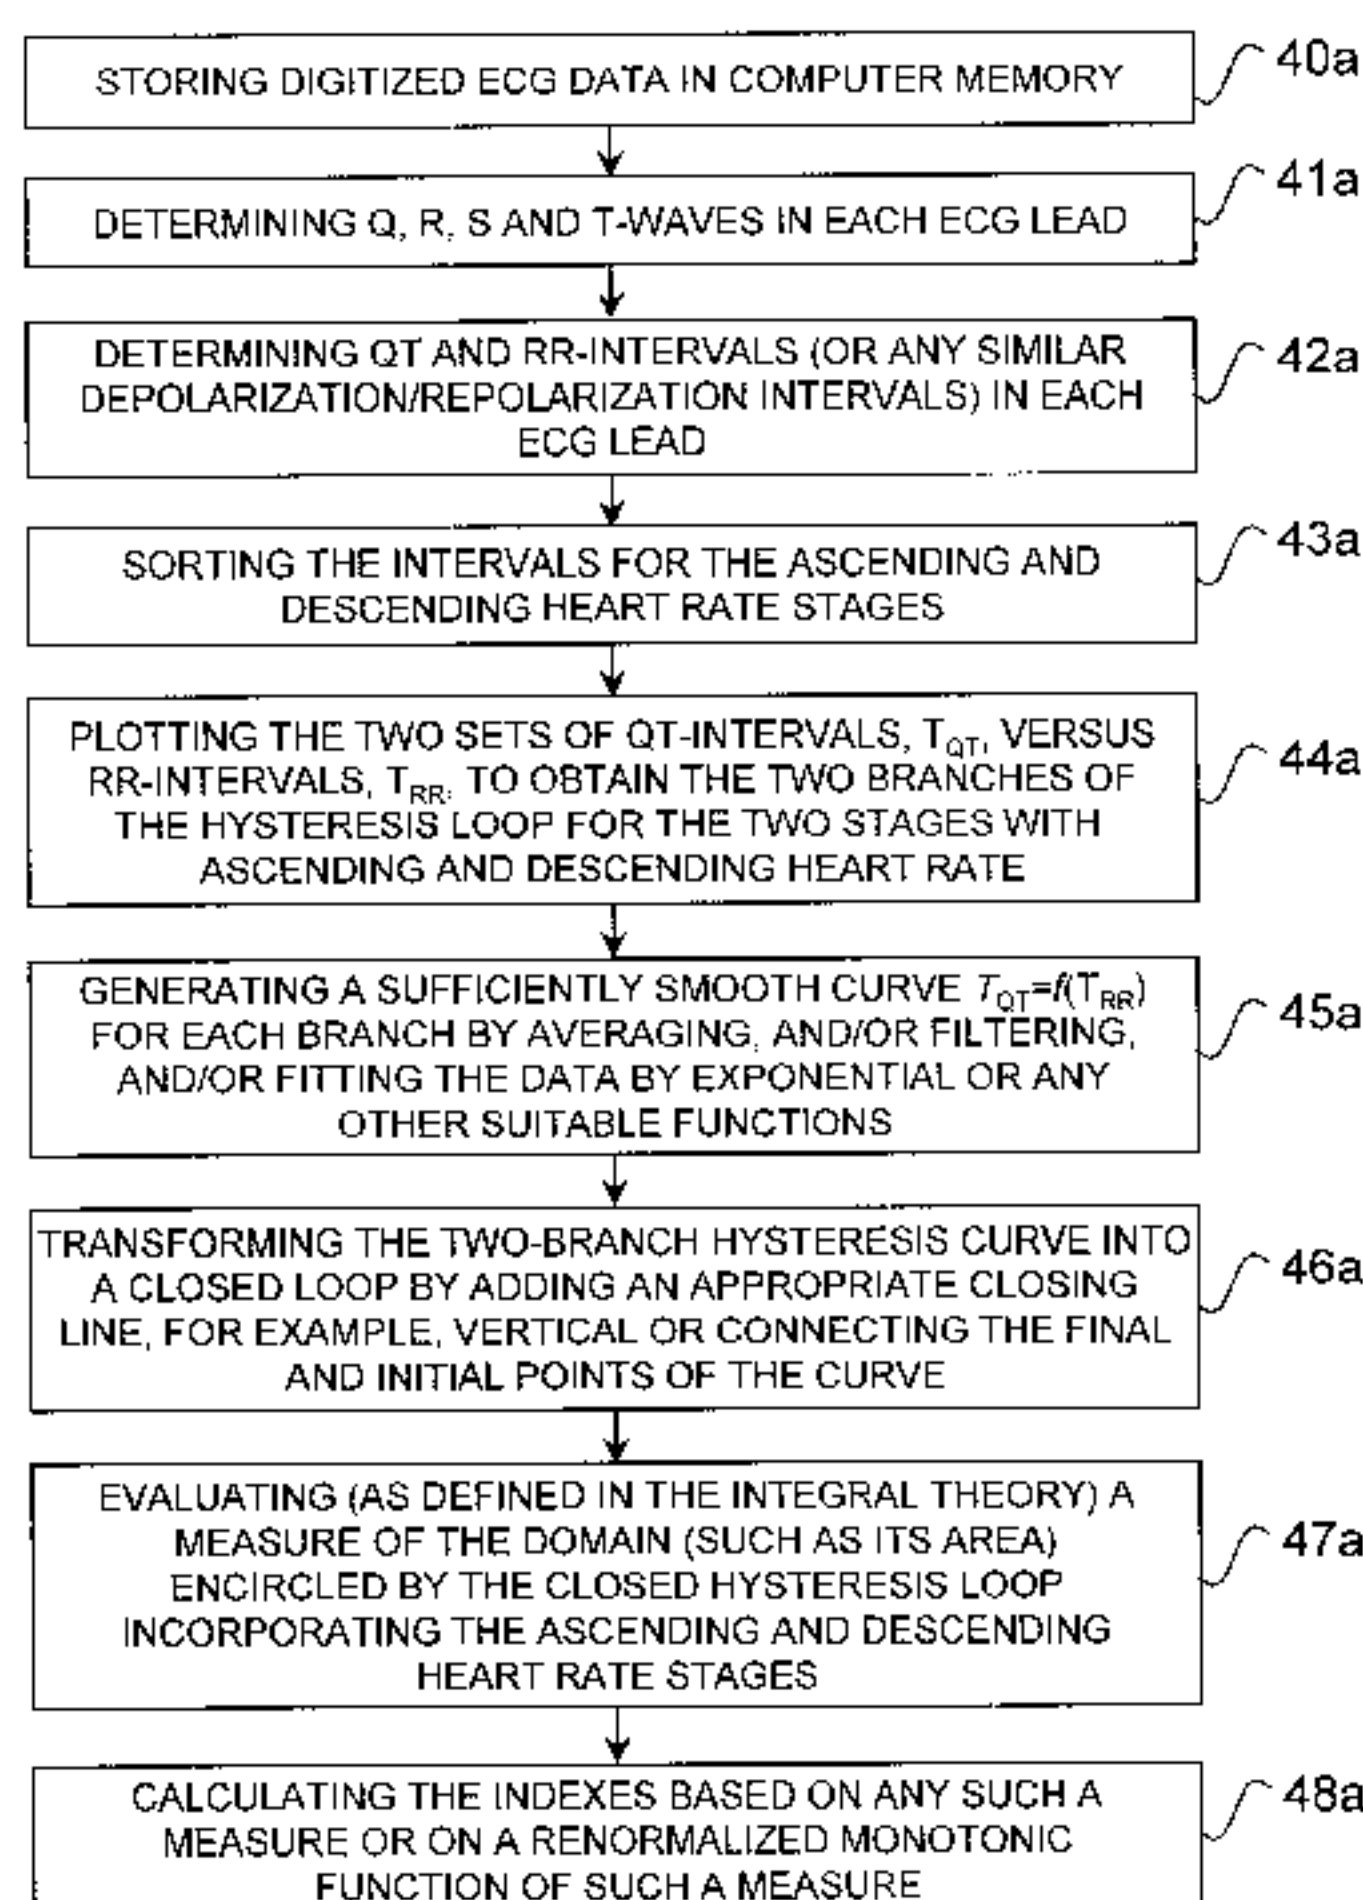 STORING DIGITIZED ECG DATA IN COMPUTER MEMORY
40a
DETERMINING Q, R, S AND T-WAVES IN EACH ECG LEAD
41a
DETERMINING QT AND RR-INTERVALS (OR ANY SIMILAR
DEPOLARIZATION/REPOLARIZATION INTERVALS) IN EACH
ECG LEAD
42a
SORTING THE INTERVALS FOR THE ASCENDING AND
DESCENDING HEART RATE STAGES
43a
PLOTTING THE TWO SETS OF QT-INTERVALS, TQT, VERSUS
RR-INTERVALS, TRR, TO OBTAIN THE TWO BRANCHES OF
THE HYSTERESIS LOOP FOR THE TWO STAGES WITH
ASCENDING AND DESCENDING HEART RATE
44a
GENERATING A SUFFICIENTLY SMOOTH CURVE TQT=f(TRR)
FOR EACH BRANCH BY AVERAGING, AND/OR FILTERING,
AND/OR FITTING THE DATA BY EXPONENTIAL OR ANY
OTHER SUITABLE FUNCTIONS
45a
TRANSFORMING THE TWO-BRANCH HYSTERESIS CURVE INTO
A CLOSED LOOP BY ADDING AN APPROPRIATE CLOSING
LINE, FOR EXAMPLE, VERTICAL OR CONNECTING THE FINAL
AND INITIAL POINTS OF THE CURVE
46a
EVALUATING (AS DEFINED IN THE INTEGRAL THEORY) A
MEASURE OF THE DOMAIN (SUCH AS ITS AREA)
ENCIRCLED BY THE CLOSED HYSTERESIS LOOP
INCORPORATING THE ASCENDING AND DESCENDING
HEART RATE STAGES
47a
CALCULATING THE INDEXES BASED ON ANY SUCH A
MEASURE OR ON A RENORMALIZED MONOTONIC
FUNCTION OF SUCH A MEASURE
48a